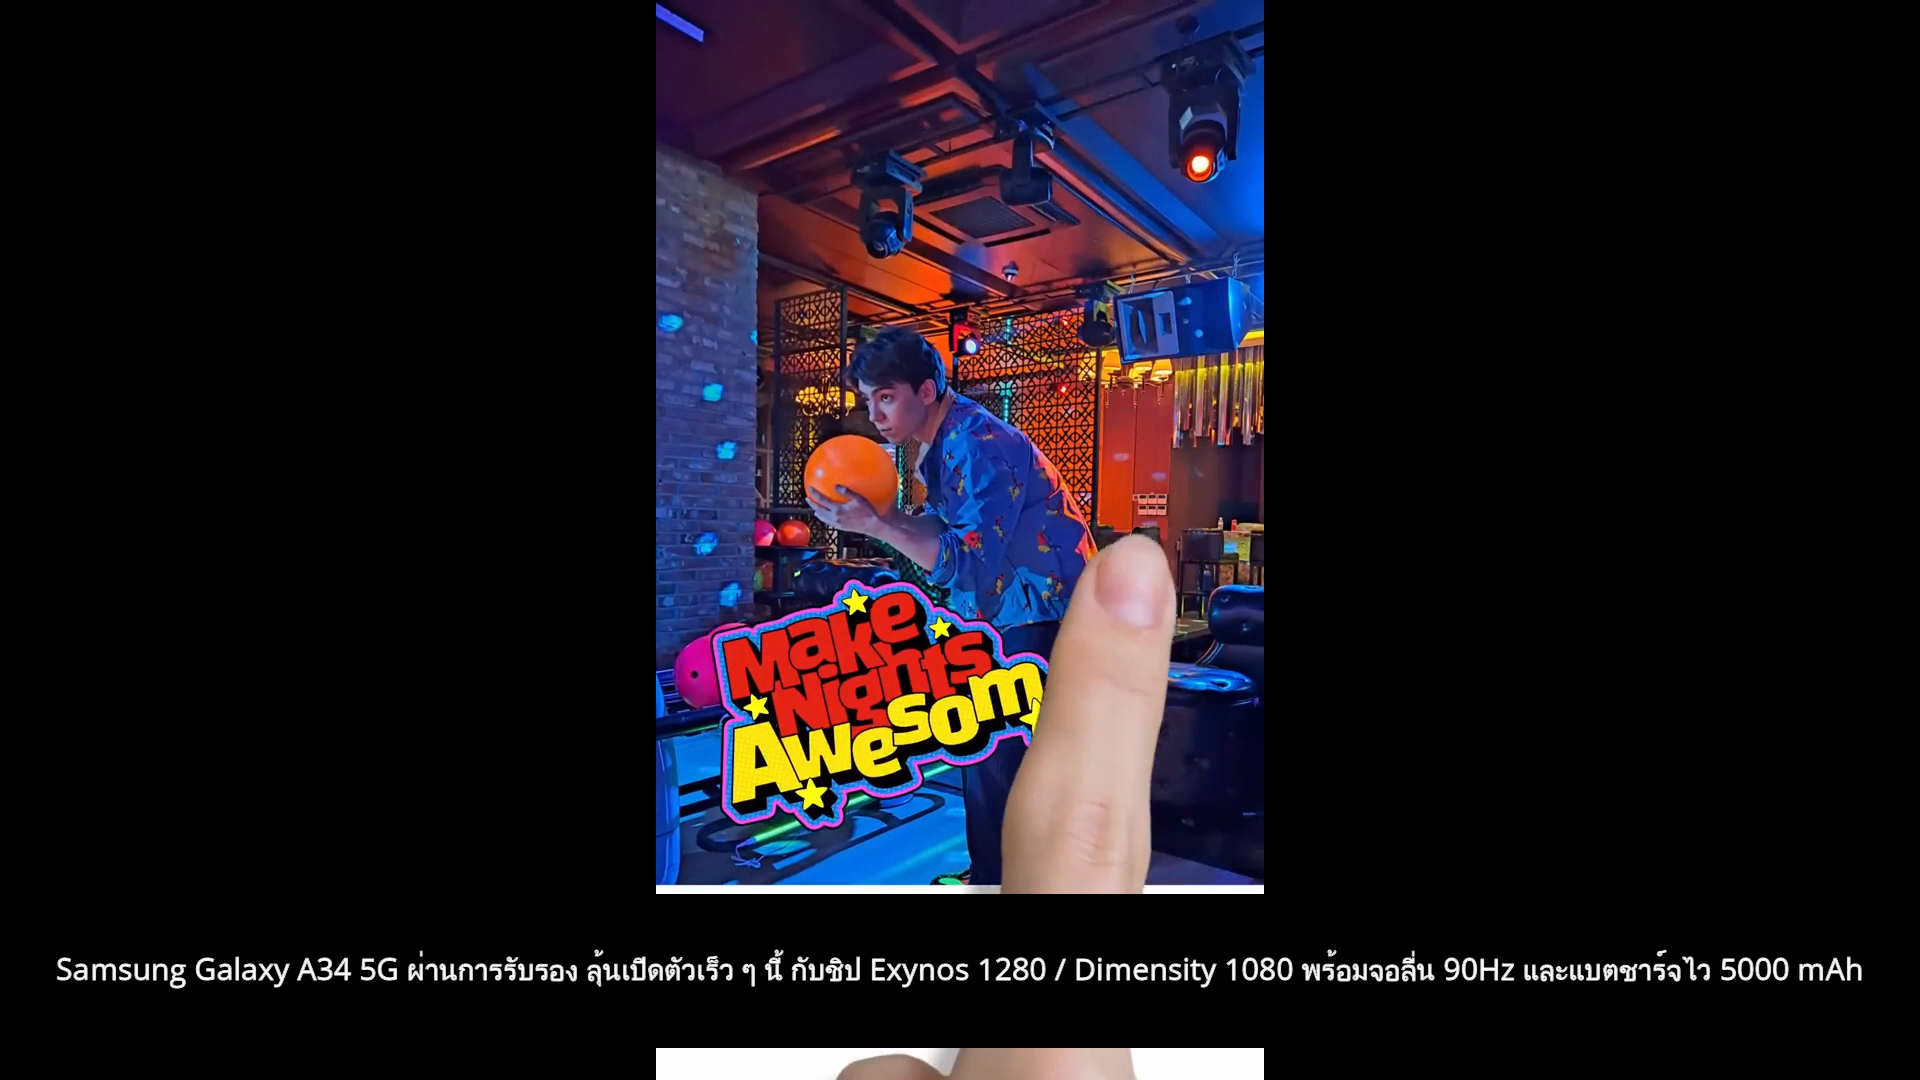 Make
Nights
Awesom
Samsung Galaxy A34 5G ผ่านการรับรอง ลุ้นเปิดตัวเร็ว ๆ นี้ กับชิป Exynos 1280 / Dimensity 1080 พร้อมจอลื่น 90Hz และแบตชาร์จไว 5000 mAh